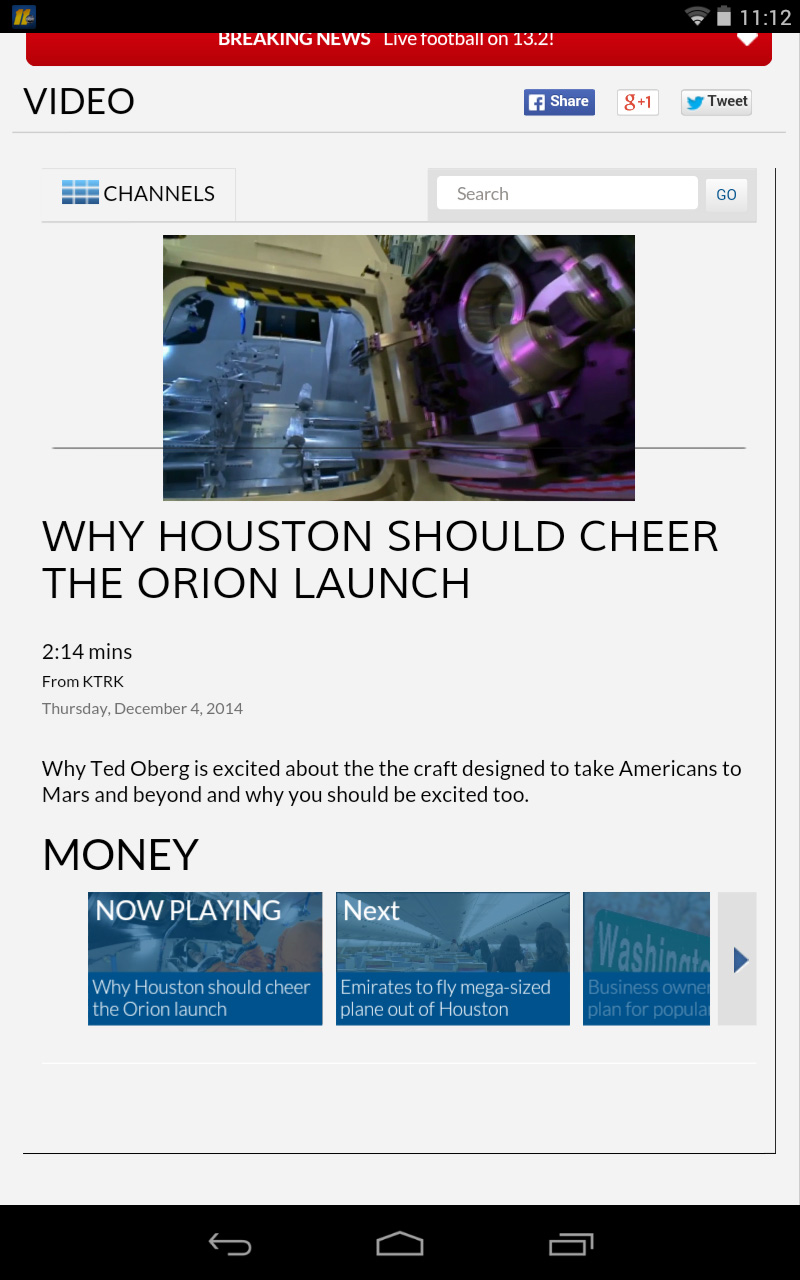 11:12
BREAKING NEWS Live football on 13.2!
VIDEO
Share
g+1
Tweet
CHANNELS
Search
GO
WHY HOUSTON SHOULD CHEER
THE ORION LAUNCH
2:14 mins
From KTRK
Thursday, December 4, 2014
Why Ted Oberg is excited about the the craft designed to take Americans to
Mars and beyond and why you should be excited too.
MONEY
NOW PLAYING
Why Houston should cheer
the Orion launch
Next
Emirates to fly mega-sized
plane out of Houston
Washingto
Business owner
plan for popula